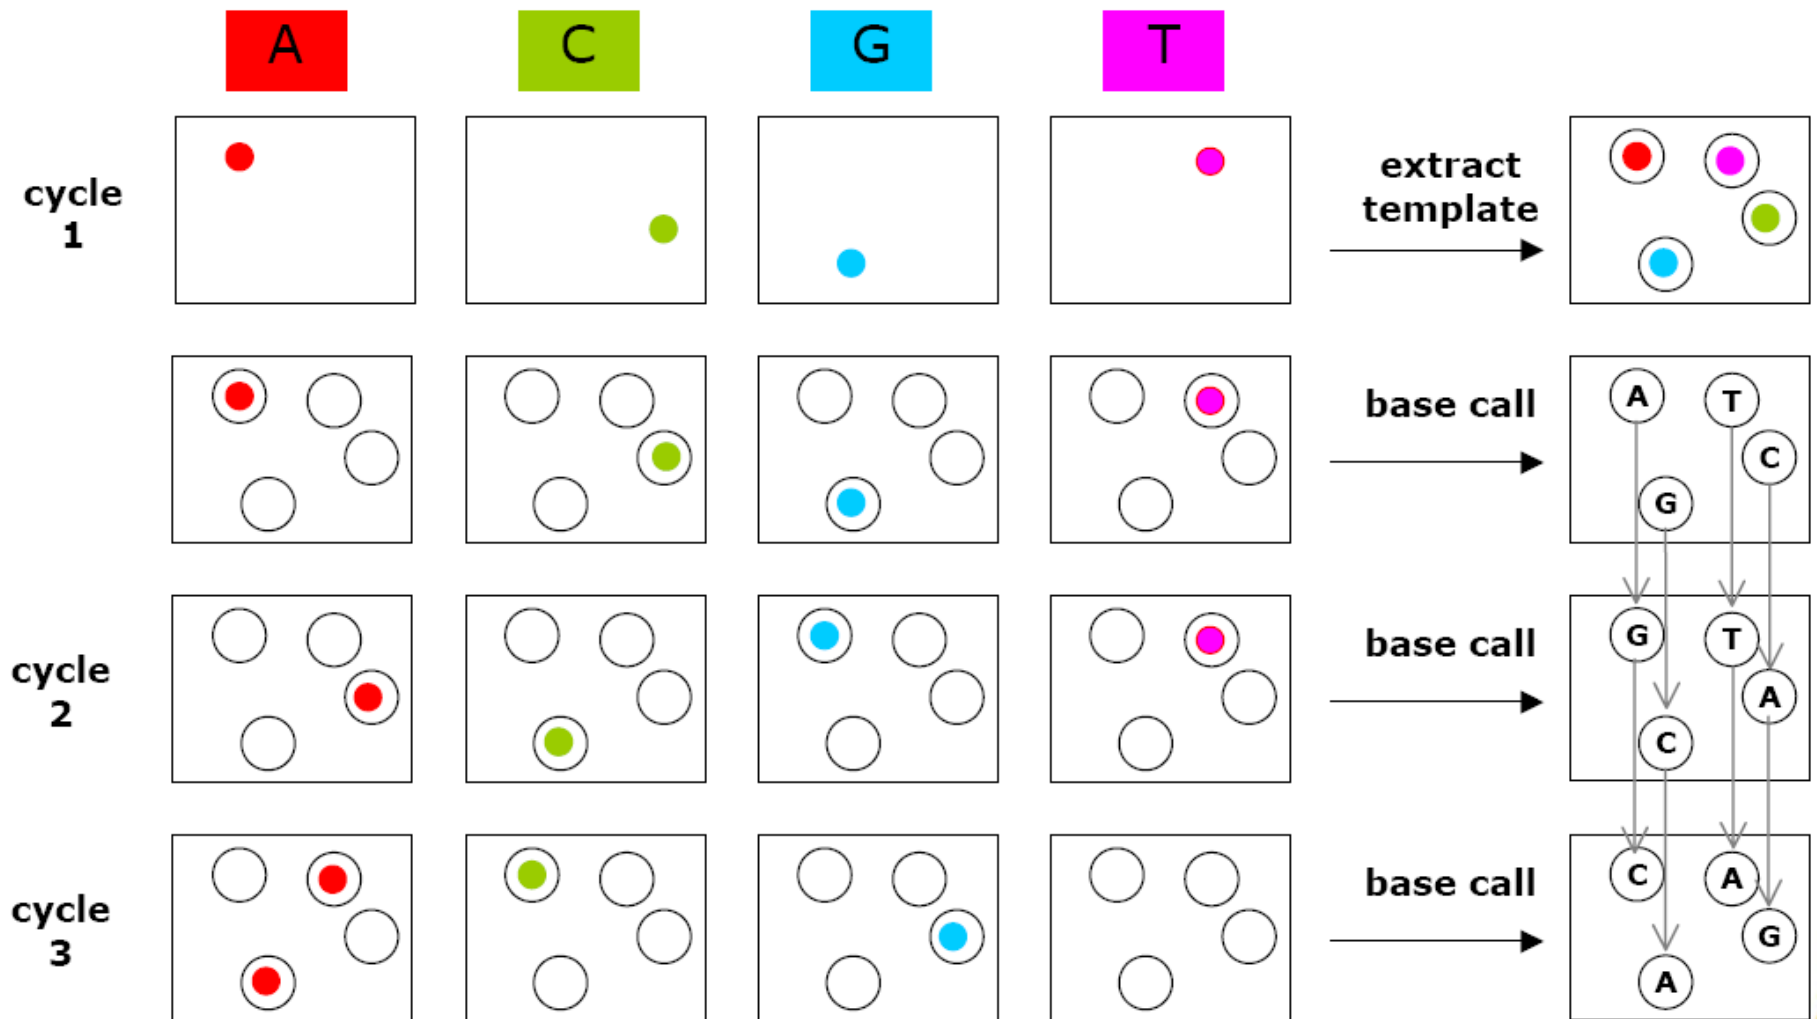 A C G T
cycle
1
extract
template
base call
A T
C
G
cycle
2
base call
G T
A
C
cycle
3
base call
C A
G
A